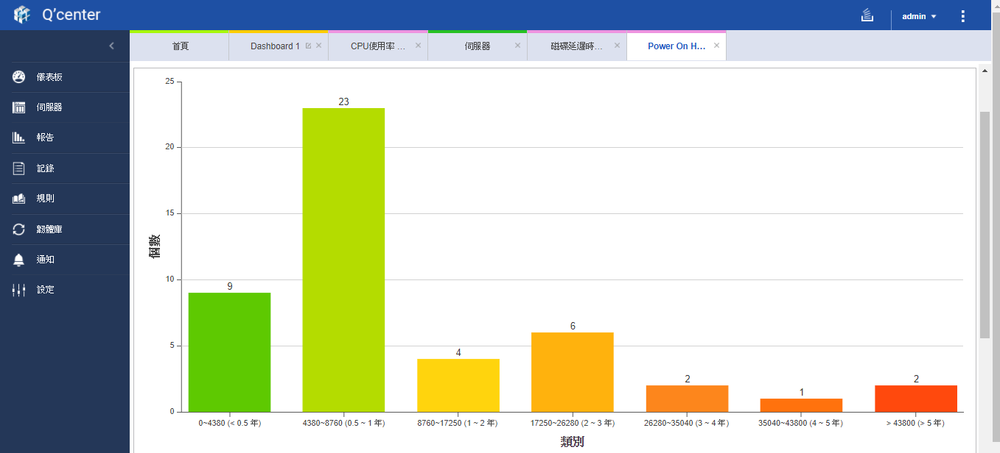 Q'center
admin
首頁
Dashboard 1
CPU使用率 ...
伺服器
磁碟延遲時...
Power On H...
儀表板
伺服器
報告
記錄
規則
韌體庫
通知
設定
個數
25
20
15
10
5
0
9
23
4
6
2
1
2
0~4380 (< 0.5 年)
4380~8760 (0.5 ~ 1 年)
8760~17250 (1 ~ 2 年)
17250~26280 (2 ~ 3 年)
26280~35040 (3 ~ 4 年)
35040~43800 (4 ~ 5 年)
> 43800 (> 5 年)
類別